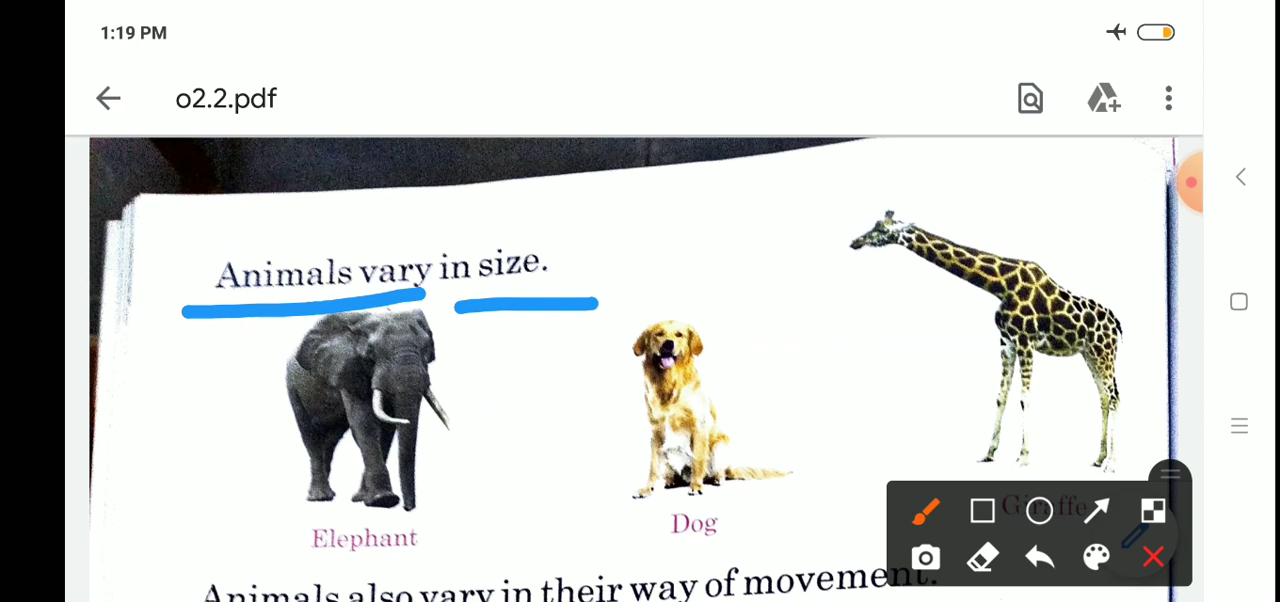 1:19 PM
o2.2.pdf
Animals vary in size.
Elephant
Dog
Giraffe
Animals also vary in their way of movement.